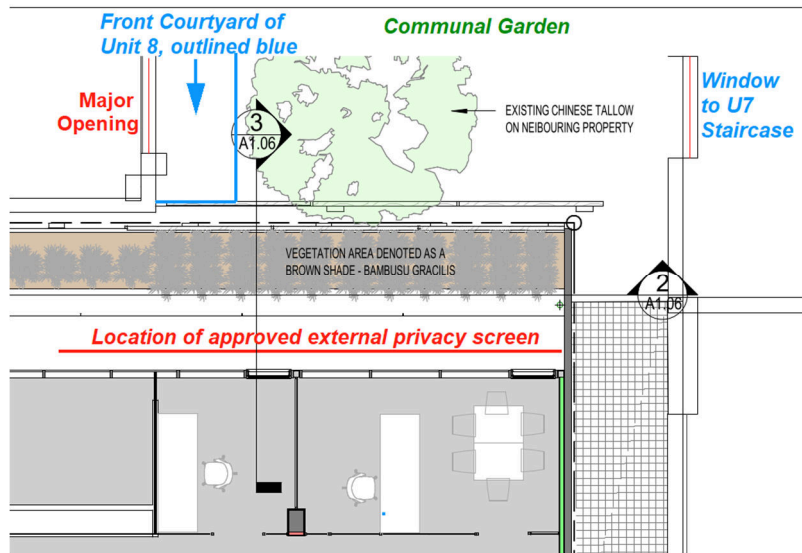 Front Courtyard of
Unit 8, outlined blue
Communal Garden
Major
Opening
Window
to U7
Staircase
3
A1.06
EXISTING CHINESE TALLOW
ON NEIBOURING PROPERTY
VEGETATION AREA DENOTED AS A
BROWN SHADE - BAMBUSU GRACILIS
2
A1.06
Location of approved external privacy screen